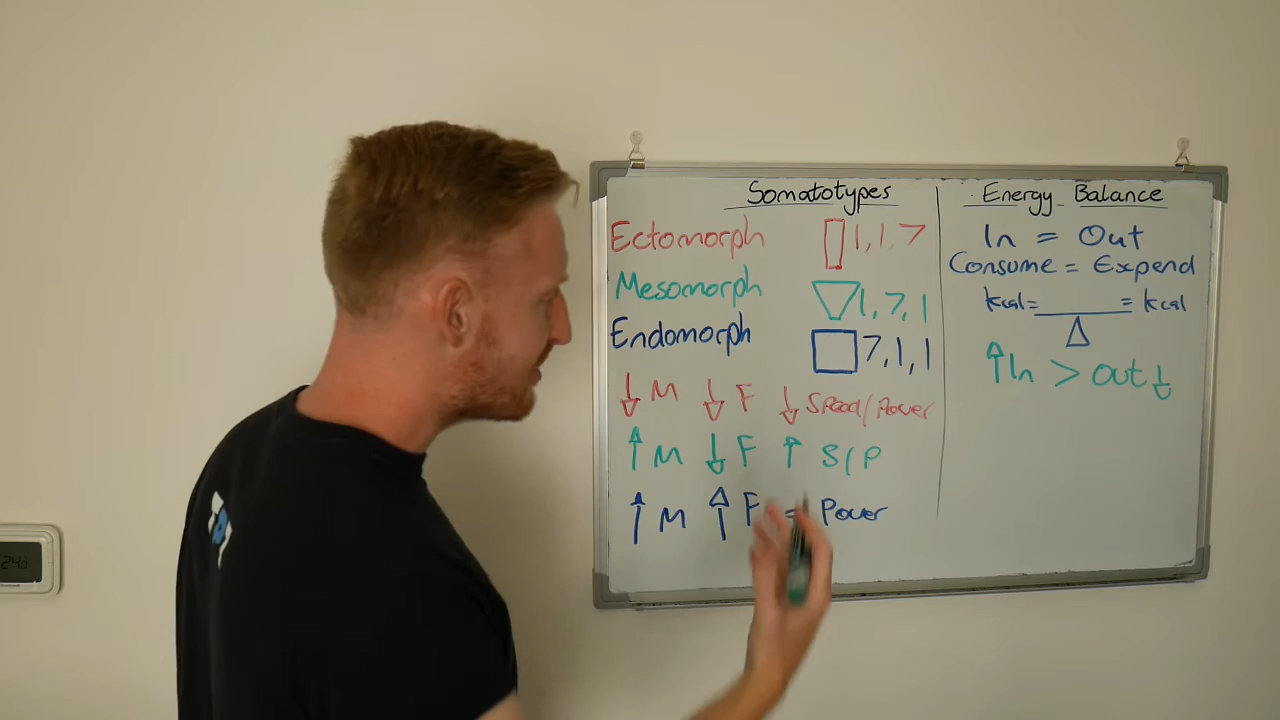 Somatotypes
Ectomorph 1,1,7
Mesomorph 1,7,1
Endomorph 7,1,1
↓ M ↓ F ↓ Speed/Power
↑ M ↓ F ↑ S/P
↑ M ↑ F = Power
Energy Balance
In = Out
Consume = Expend
kcal= = kcal
↑In > out↓